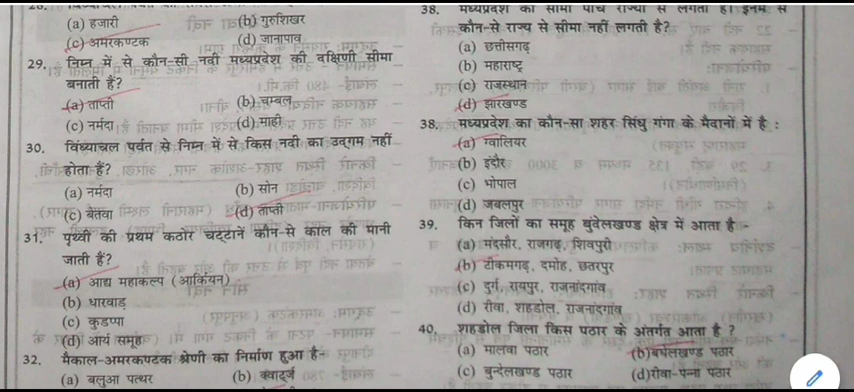 (a) हजारी (b) गुरुशिखर
(c) अमरकण्टक (d) जानापाव
29. निम्न में से कौन-सी नदी मध्यप्रदेश की दक्षिणी सीमा
बनाती हैं?
(a) ताप्ती (b) चम्बल
(c) नर्मदा (d) माही
30. विंध्याचल पर्वत से निम्न में से किस नदी का उद्गम नहीं
होता हैं?
(a) नर्मदा (b) सोन
(c) बेतवा (d) ताप्ती
31. पृथ्वी की प्रथम कठोर चट्टानें कौन-से काल की मानी
जाती हैं?
(a) आद्य महाकल्प (आर्कियन)
(b) धारवाड़
(c) कुडप्पा
(d) आर्य समूह
32. मैकाल-अमरकण्टक श्रेणी का निर्माण हुआ है-
(a) बलुआ पत्थर (b) क्वार्ट्ज
38. मध्यप्रदेश की सीमा पांच राज्यों से लगती है। इनमें से
कौन-से राज्य से सीमा नहीं लगती है?
(a) छत्तीसगढ़
(b) महाराष्ट्र
(c) राजस्थान
(d) झारखण्ड
38. मध्यप्रदेश का कौन-सा शहर सिंधु गंगा के मैदानों में है :
(a) ग्वालियर
(b) इंदौर
(c) भोपाल
(d) जबलपुर
39. किन जिलों का समूह बुंदेलखण्ड क्षेत्र में आता है -
(a) मंदसौर, राजगढ़, शिवपुरी
(b) टीकमगढ़, दमोह, छतरपुर
(c) दुर्ग, रायपुर, राजनांदगांव
(d) रीवा, शहडोल, राजनांदगांव
40. शहडोल जिला किस पठार के अंतर्गत आता है ?
(a) मालवा पठार (b)बघेलखण्ड पठार
(c) बुन्देलखण्ड पठार (d)रीवा-पन्ना पठार